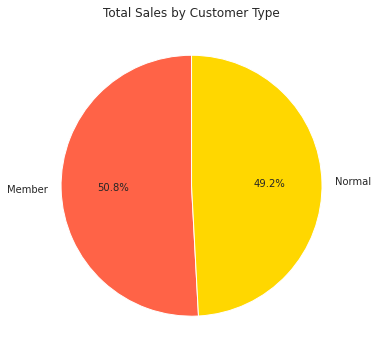 Total Sales by Customer Type
Normal
49.2%
50.8%
Member